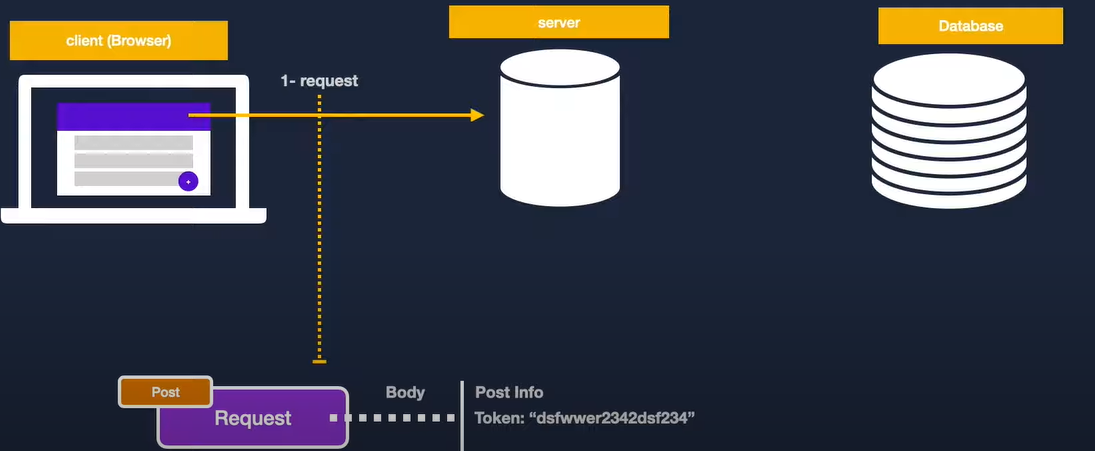 client (Browser)
server
Database
1- request
Post
Request
Body
Post Info
Token: “dsfwwer2342dsf234”